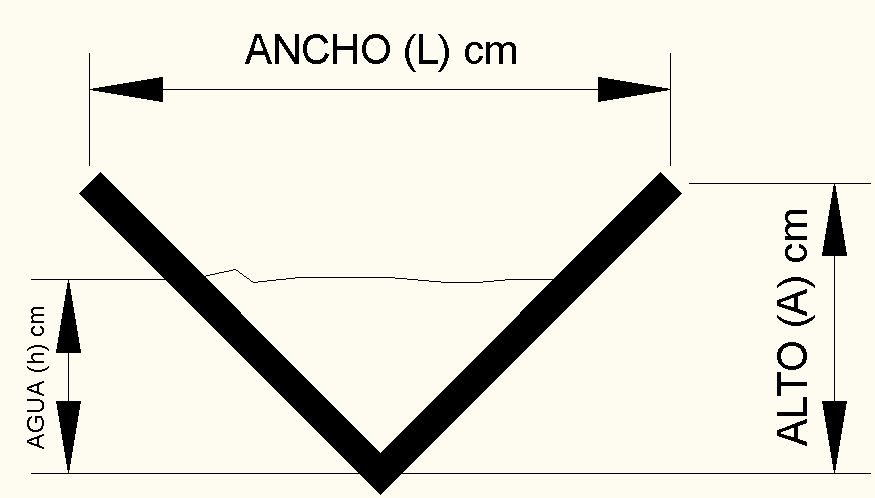 ANCHO (L) cm
AGUA (h) cm
ALTO (A) cm